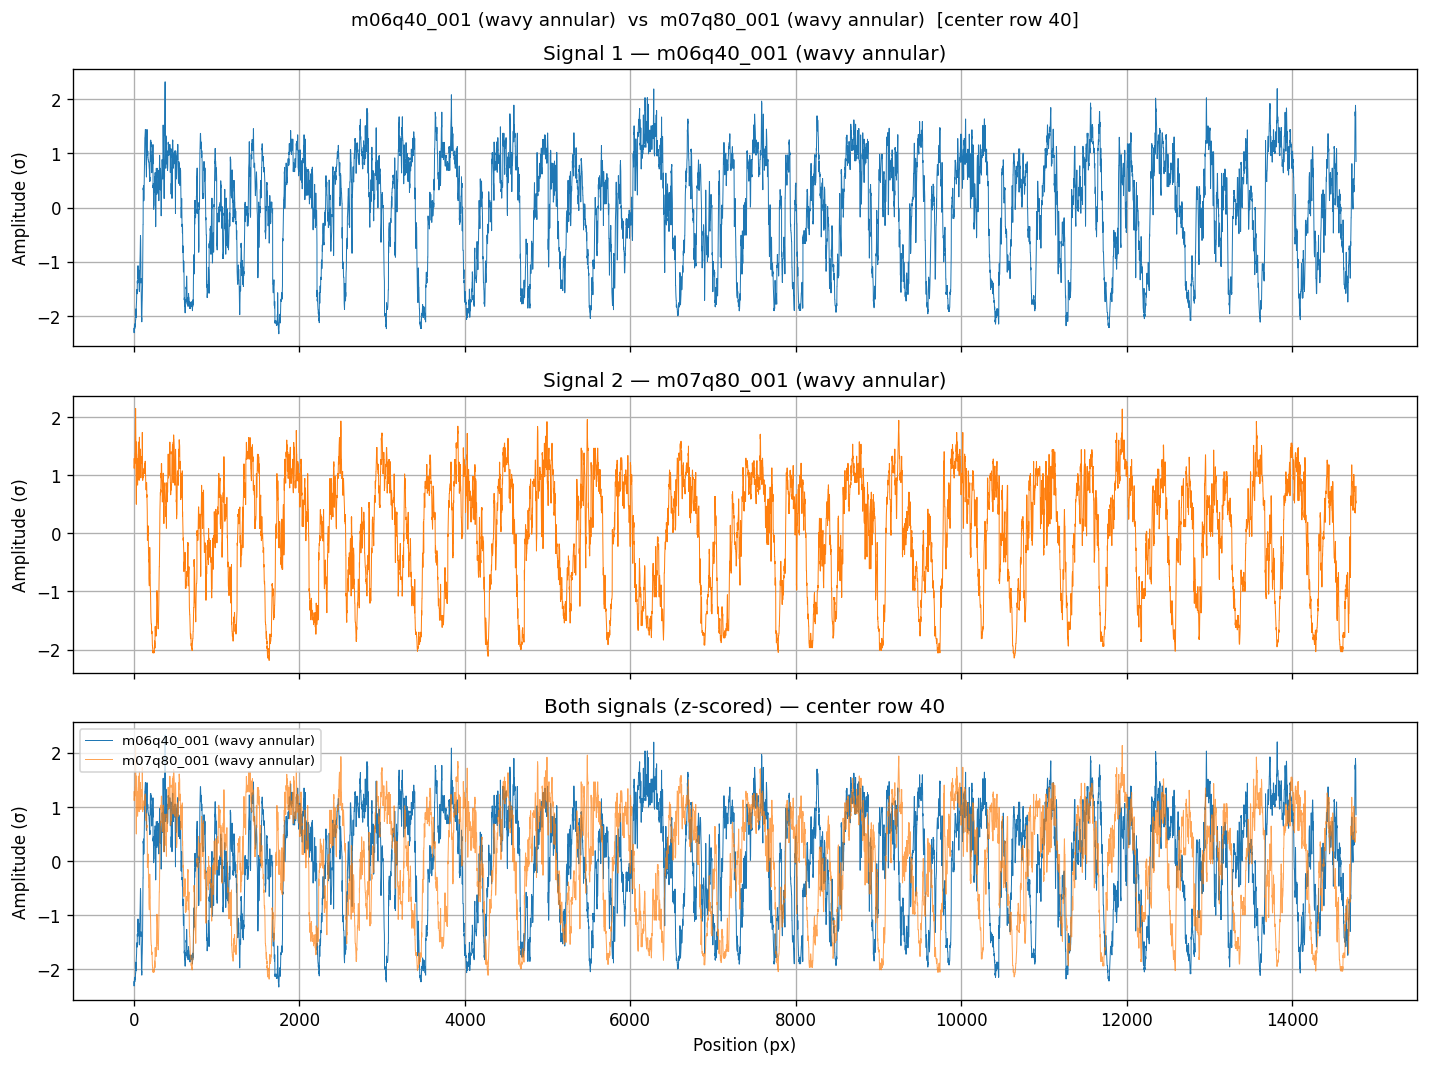 m06q40_001 (wavy annular)  vs  m07q80_001 (wavy annular)  [center row 40]
Signal 1 — m06q40_001 (wavy annular)
2
1
0
−1
−2
Amplitude (σ)
Signal 2 — m07q80_001 (wavy annular)
2
1
0
−1
−2
Amplitude (σ)
Both signals (z-scored) — center row 40
m06q40_001 (wavy annular)
m07q80_001 (wavy annular)
2
1
0
−1
−2
Amplitude (σ)
0 2000 4000 6000 8000 10000 12000 14000
Position (px)